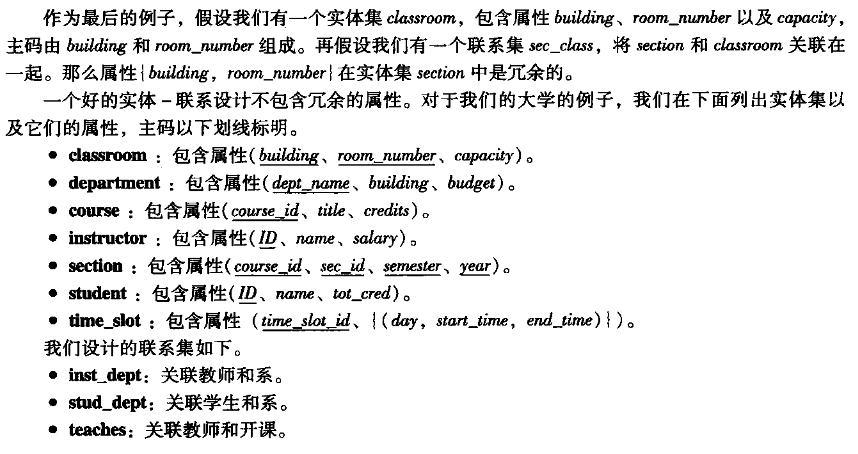 作为最后的例子，假设我们有一个实体集 classroom，包含属性 building、room_number 以及 capacity，
主码由 building 和 room_number 组成。再假设我们有一个联系集 sec_class，将 section 和 classroom 关联在
一起。那么属性{building，room_number}在实体集 section 中是冗余的。
一个好的实体－联系设计不包含冗余的属性。对于我们的大学的例子，我们在下面列出实体集以
及它们的属性，主码以下划线标明。
● classroom：包含属性(building、room_number、capacity)。
● department：包含属性(dept_name、building、budget)。
● course：包含属性(course_id、title、credits)。
● instructor：包含属性(ID、name、salary)。
● section：包含属性(course_id、sec_id、semester、year)。
● student：包含属性(ID、name、tot_cred)。
● time_slot：包含属性 (time_slot_id、{(day，start_time，end_time)})。
我们设计的联系集如下。
● inst_dept：关联教师和系。
● stud_dept：关联学生和系。
● teaches：关联教师和开课。